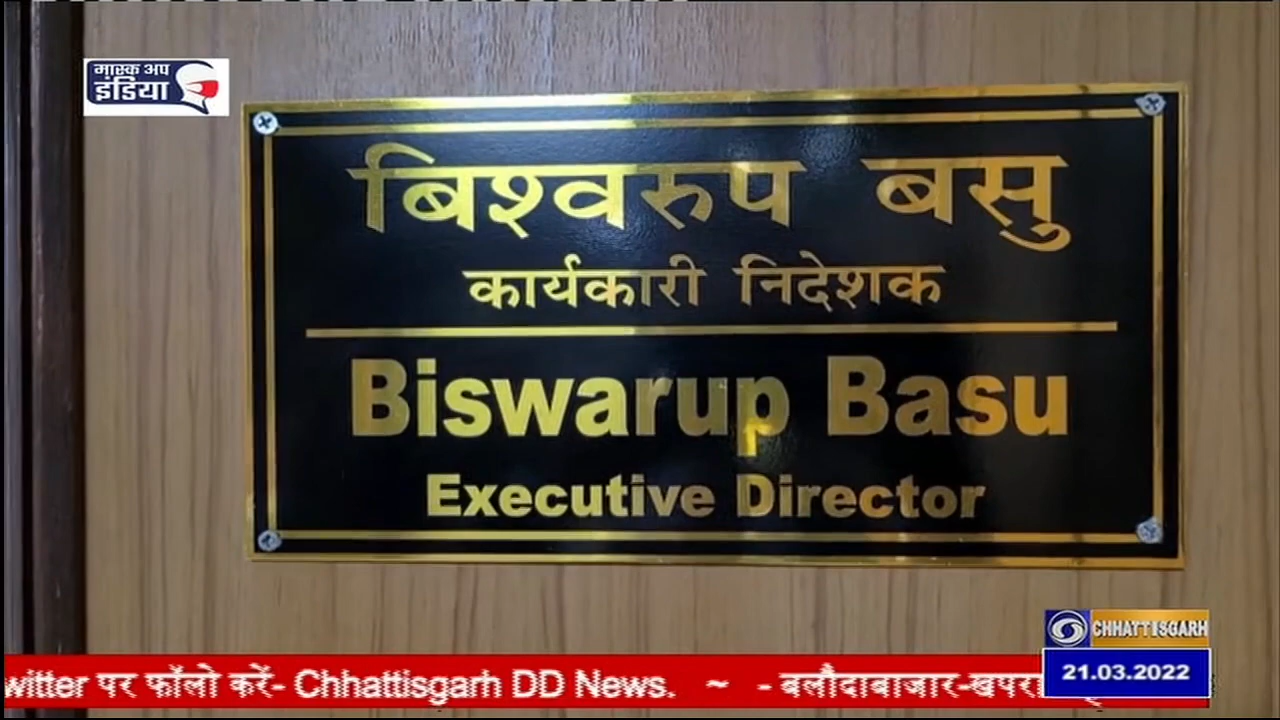 मास्क अप
इंडिया
बिश्वरुप बसु
कार्यकारी निदेशक
Biswarup Basu
Executive Director
CHHATTISGARH
21.03.2022
witter पर फॉलो करें- Chhattisgarh DD News. ~ - बलौदाबाजार-खपरा